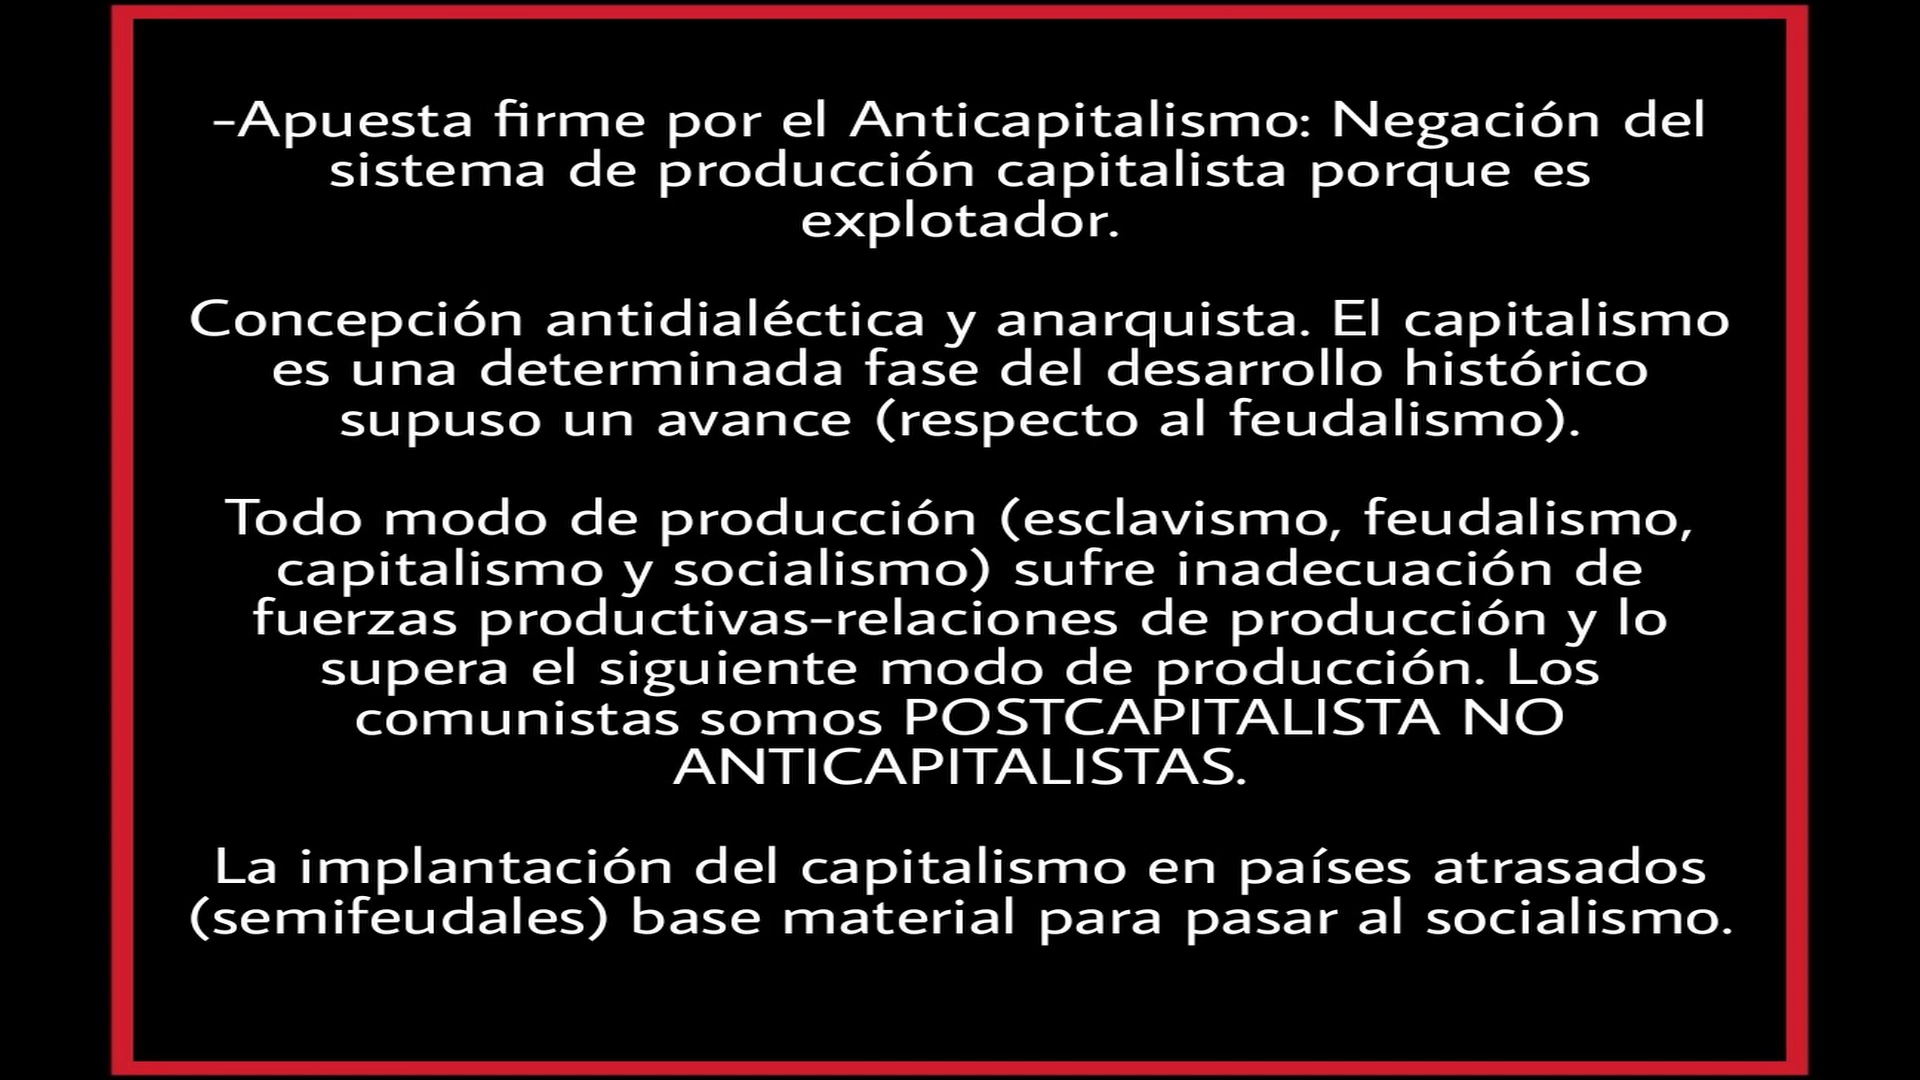 -Apuesta firme por el Anticapitalismo: Negación del
sistema de producción capitalista porque es
explotador.
Concepción antidialéctica y anarquista. El capitalismo
es una determinada fase del desarrollo histórico
supuso un avance (respecto al feudalismo).
Todo modo de producción (esclavismo, feudalismo,
capitalismo y socialismo) sufre inadecuación de
fuerzas productivas-relaciones de producción y lo
supera el siguiente modo de producción. Los
comunistas somos POSTCAPITALISTA NO
ANTICAPITALISTAS.
La implantación del capitalismo en países atrasados
(semifeudales) base material para pasar al socialismo.